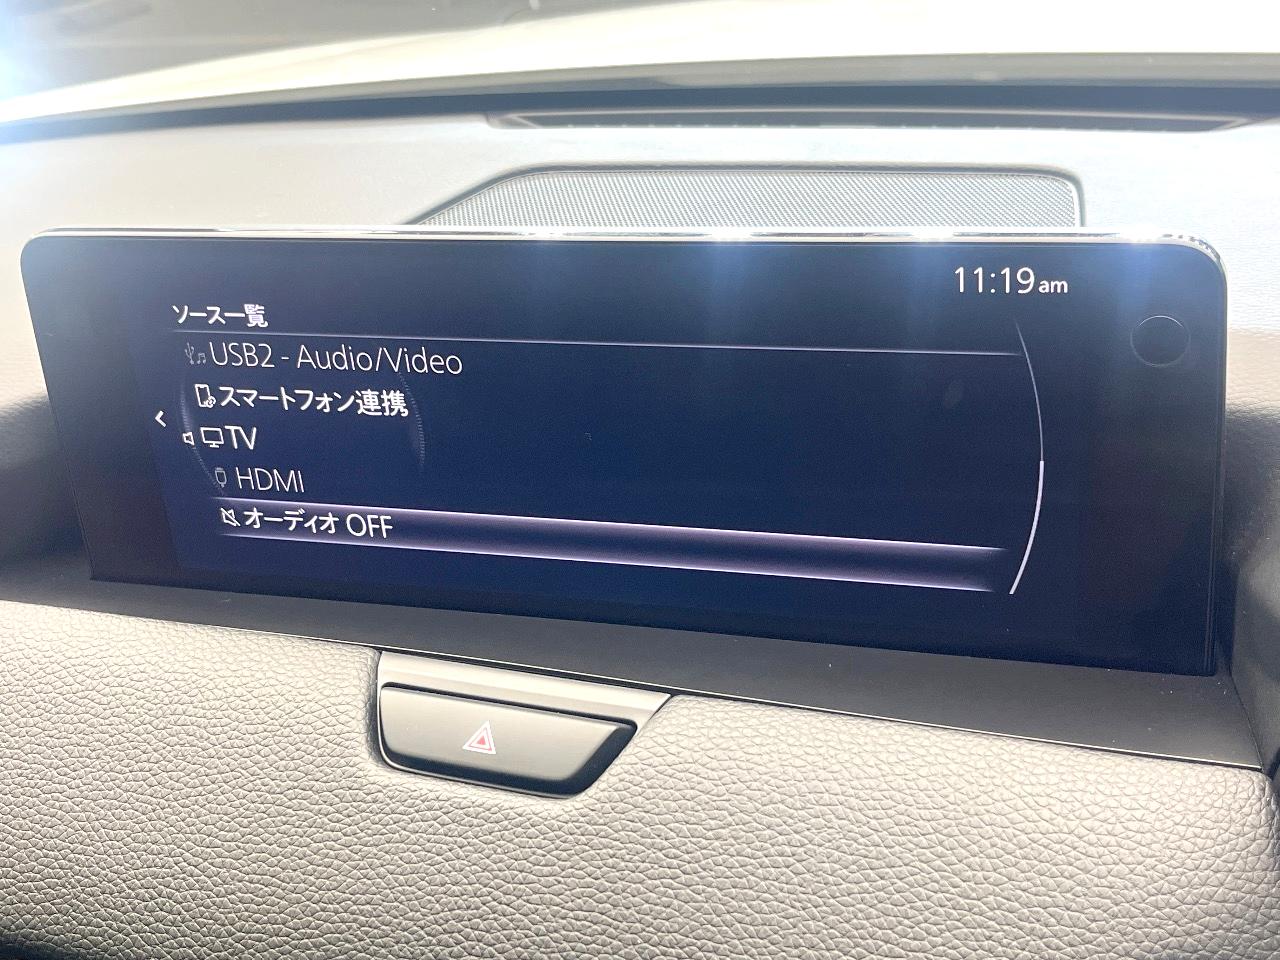 11:19am
ソース一覧
USB2 - Audio/Video
スマートフォン連携
TV
HDMI
オーディオ OFF